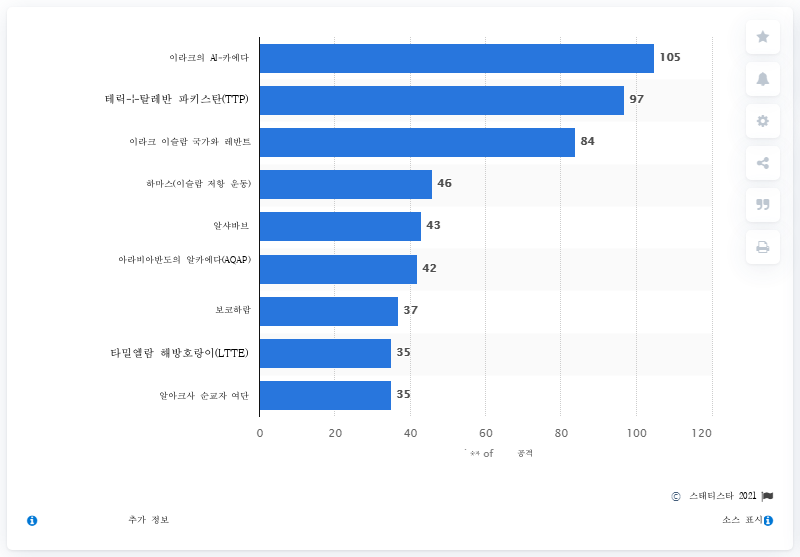 이라크의 Al-카에다
105
테릭-i-탈레반 파키스탄(TTP)
97
이라크 이슬람 국가와 레반트
84
하마스(이슬람 저항 운동)
46
알샤바브
43
아라비아반도의 알카에다(AQAP)
42
보코하람
37
타밀엘람 해방호랑이(LTTE)
35
알아크사 순교자 여단
35
0 20 40 60 80 100 120
of 공격
© 스태티스타 2021
추가 정보 소스 표시